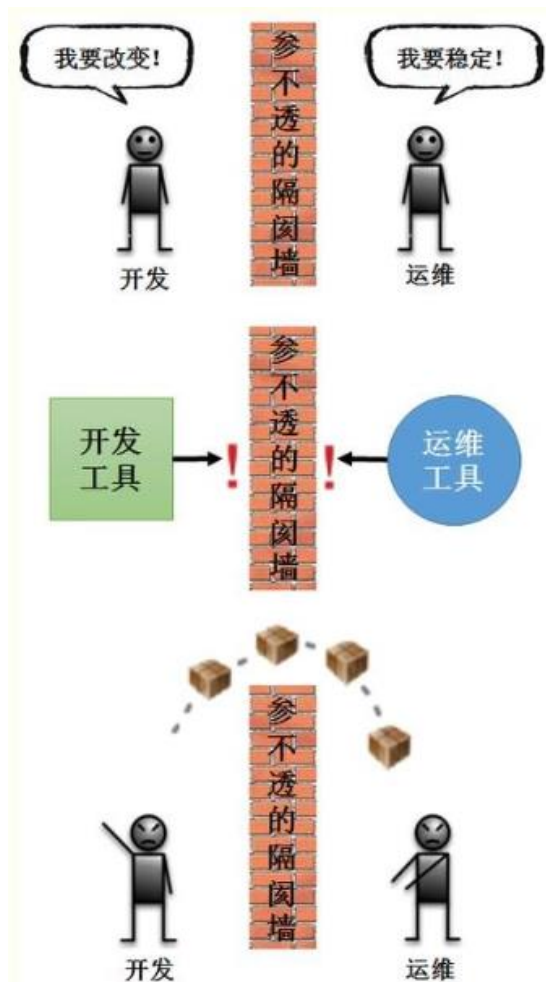 我要改变！
参不透的隔阂墙
我要稳定！
开发
运维
开发
工具
参不透的隔阂墙
运维
工具
!
!
参不透的隔阂墙
开发
运维